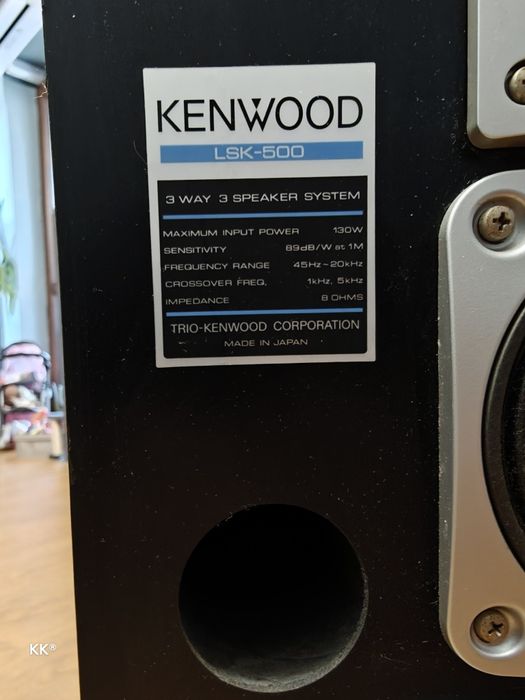 KENWOOD
LSK-500
3 WAY 3 SPEAKER SYSTEM
MAXIMUM INPUT POWER 130W
SENSITIVITY 89dB/W at 1M
FREQUENCY RANGE 45Hz~20kHz
CROSSOVER FREQ. 1kHz, 5kHz
IMPEDANCE 8 OHMS
TRIO-KENWOOD CORPORATION
MADE IN JAPAN
KK®